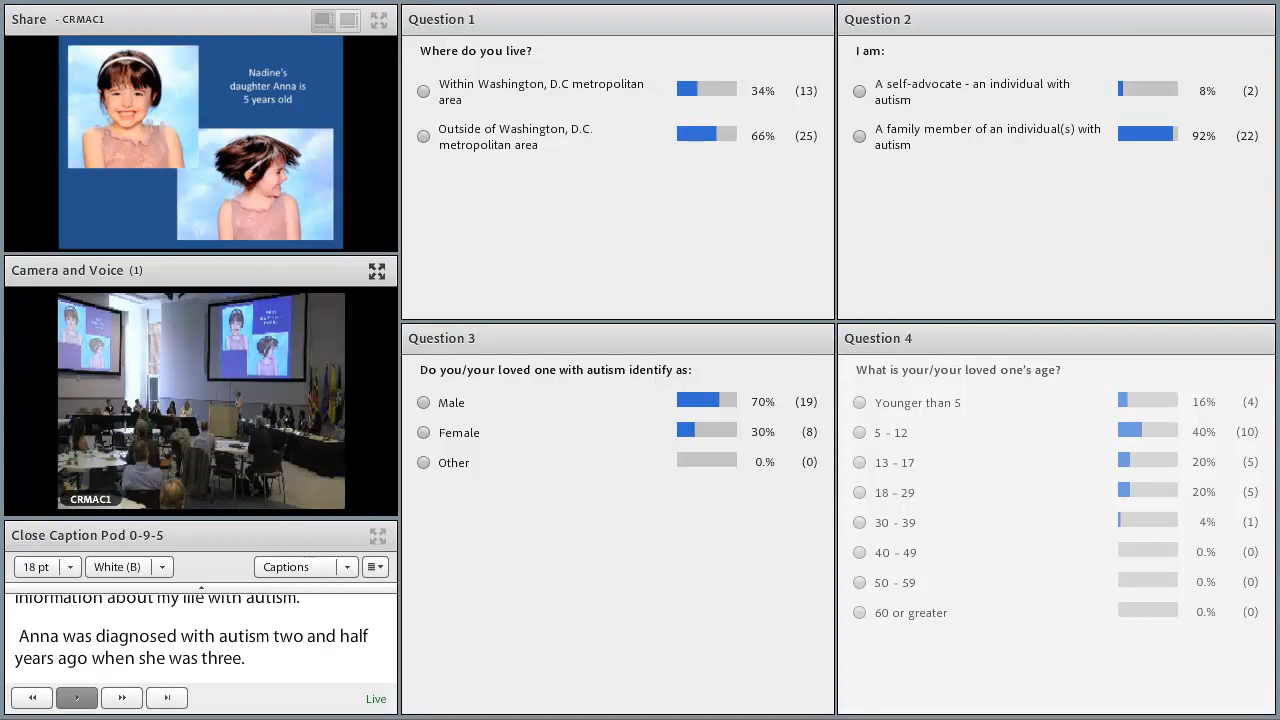 Share - CRMAC1
Nadine's
daughter Anna is
5 years old
Camera and Voice (1)
CRMAC1
Close Caption Pod 0-9-5
18 pt
White (B)
Captions
information about my life with autism.
Anna was diagnosed with autism two and half
years ago when she was three.
Live
Question 1
Where do you live?
Within Washington, D.C metropolitan
area
34% (13)
Outside of Washington, D.C.
metropolitan area
66% (25)
Question 2
I am:
A self-advocate - an individual with
autism
8% (2)
A family member of an individual(s) with
autism
92% (22)
Question 3
Do you/your loved one with autism identify as:
Male 70% (19)
Female 30% (8)
Other 0.% (0)
Question 4
What is your/your loved one's age?
Younger than 5 16% (4)
5 - 12 40% (10)
13 - 17 20% (5)
18 - 29 20% (5)
30 - 39 4% (1)
40 - 49 0.% (0)
50 - 59 0.% (0)
60 or greater 0.% (0)